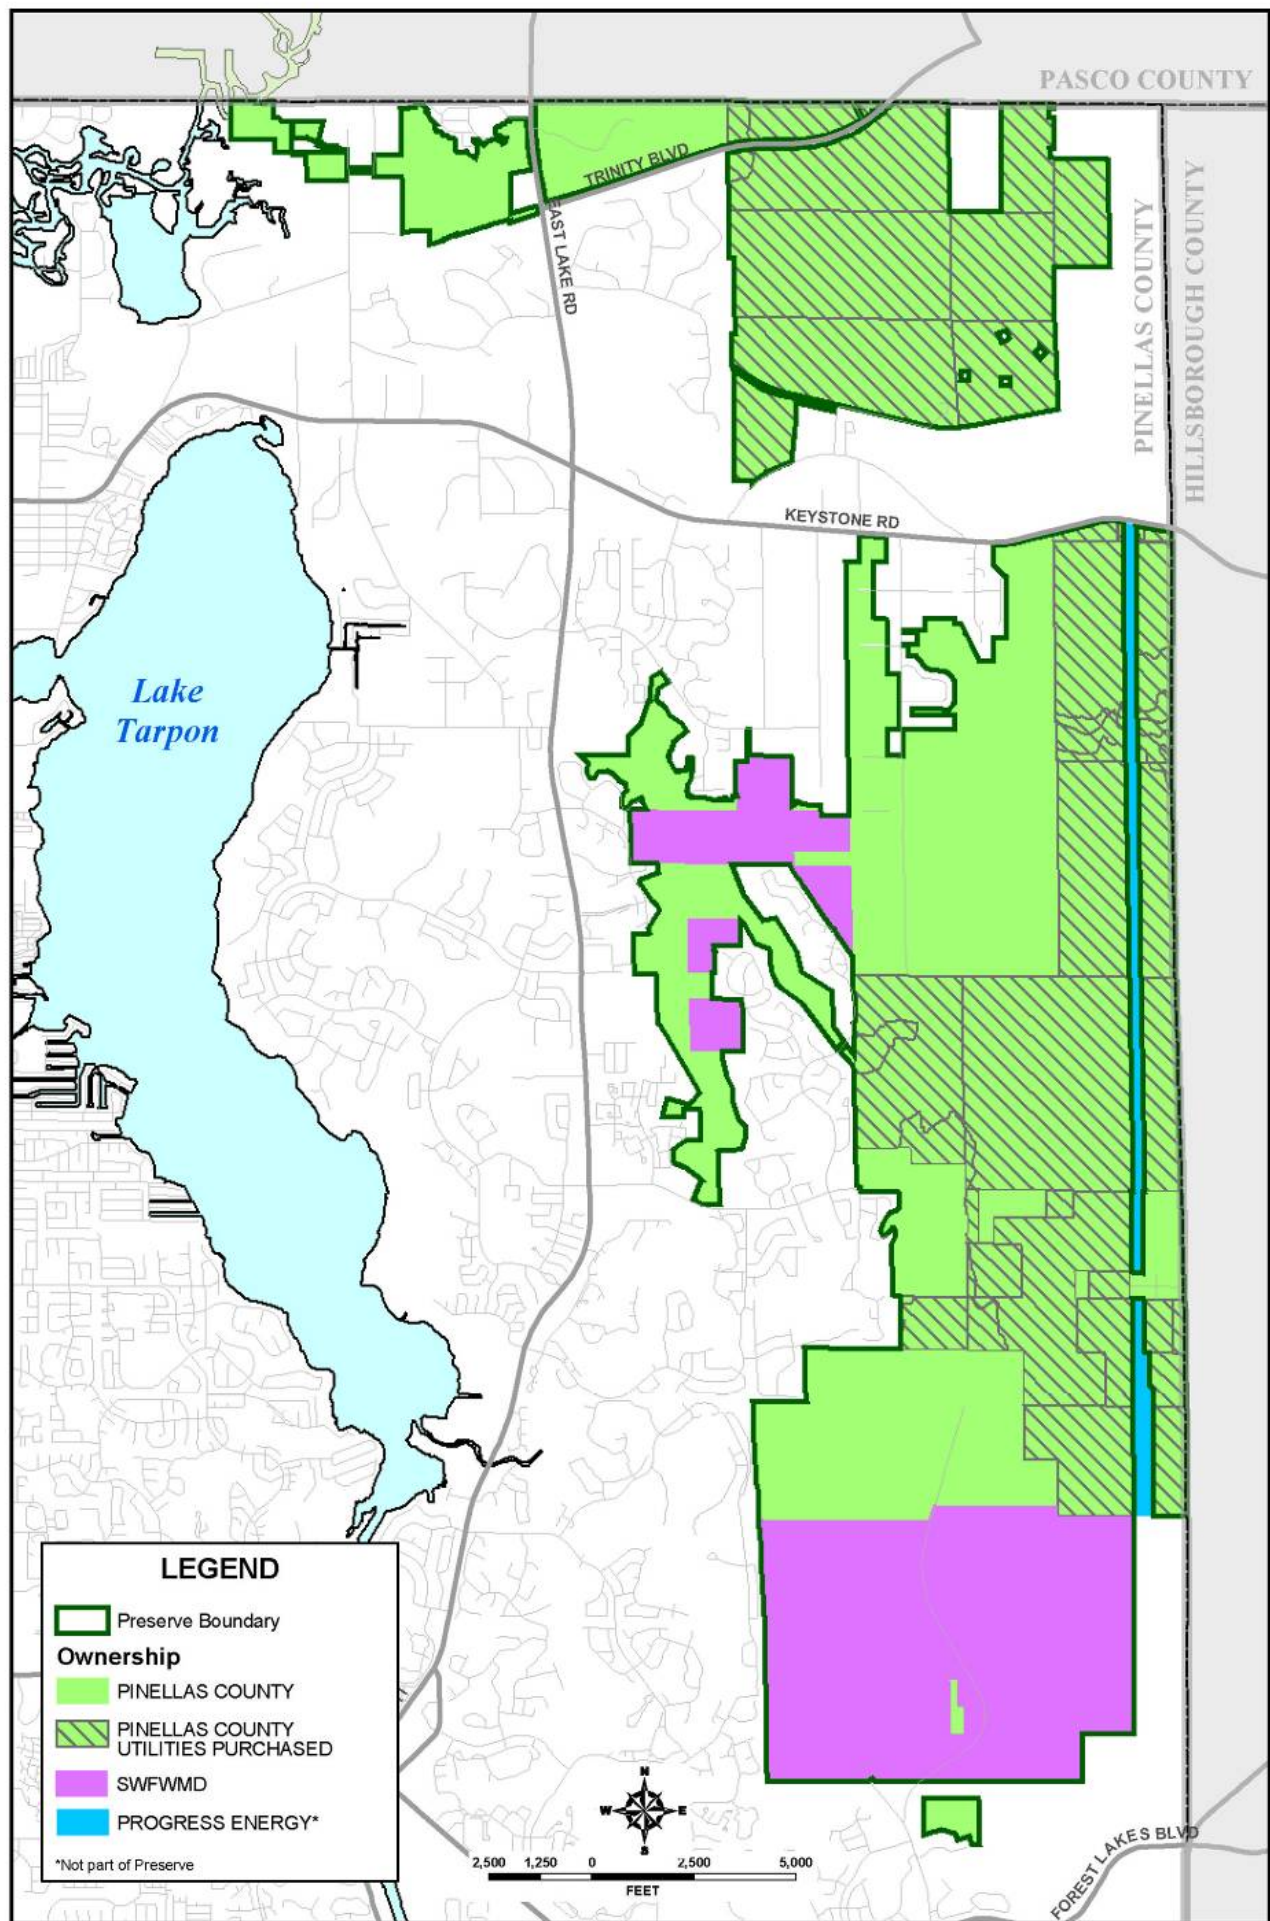 PASCO COUNTY
TRINITY BLVD
EAST LAKE RD
PINELLAS COUNTY
HILLSBOROUGH COUNTY
KEYSTONE RD
Lake
Tarpon
LEGEND
Preserve Boundary
Ownership
PINELLAS COUNTY
PINELLAS COUNTY
UTILITIES PURCHASED
SWFWMD
PROGRESS ENERGY*
*Not part of Preserve
N
W
E
S
2,500 1,250 0 2,500 5,000
FEET
FOREST LAKES BLVD